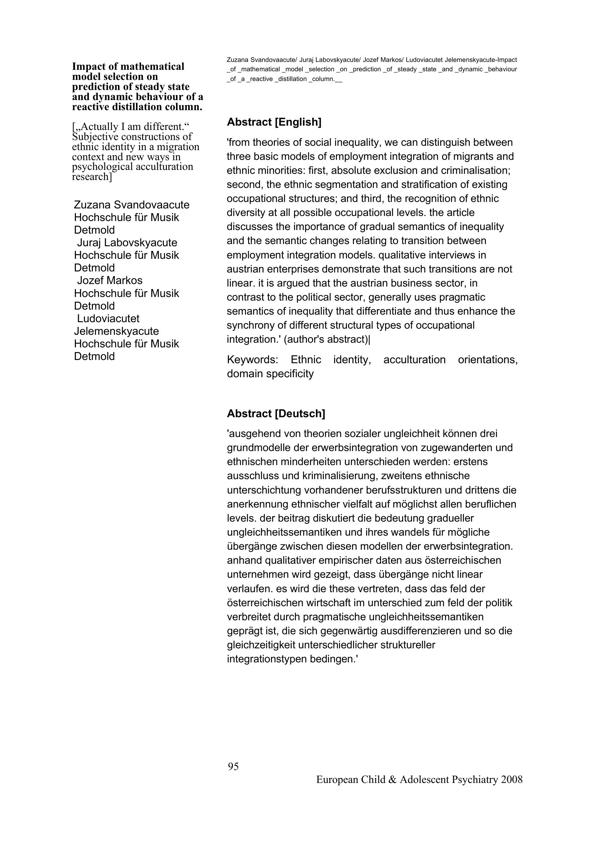 Impact of mathematical
model selection on
prediction of steady state
and dynamic behaviour of a
reactive distillation column.
[„Actually I am different.“
Subjective constructions of
ethnic identity in a migration
context and new ways in
psychological acculturation
research]
Zuzana Svandovaacute
Hochschule für Musik
Detmold
Juraj Labovskyacute
Hochschule für Musik
Detmold
Jozef Markos
Hochschule für Musik
Detmold
Ludoviacutet
Jelemenskyacute
Hochschule für Musik
Detmold
Zuzana Svandovaacute/ Juraj Labovskyacute/ Jozef Markos/ Ludoviacutet Jelemenskyacute-Impact
_of _mathematical _model _selection _on _prediction _of _steady _state _and _dynamic _behaviour
_of _a _reactive _distillation _column.__
Abstract [English]
'from theories of social inequality, we can distinguish between
three basic models of employment integration of migrants and
ethnic minorities: first, absolute exclusion and criminalisation;
second, the ethnic segmentation and stratification of existing
occupational structures; and third, the recognition of ethnic
diversity at all possible occupational levels. the article
discusses the importance of gradual semantics of inequality
and the semantic changes relating to transition between
employment integration models. qualitative interviews in
austrian enterprises demonstrate that such transitions are not
linear. it is argued that the austrian business sector, in
contrast to the political sector, generally uses pragmatic
semantics of inequality that differentiate and thus enhance the
synchrony of different structural types of occupational
integration.' (author's abstract)|
Keywords: Ethnic identity, acculturation orientations,
domain specificity
Abstract [Deutsch]
'ausgehend von theorien sozialer ungleichheit können drei
grundmodelle der erwerbsintegration von zugewanderten und
ethnischen minderheiten unterschieden werden: erstens
ausschluss und kriminalisierung, zweitens ethnische
unterschichtung vorhandener berufsstrukturen und drittens die
anerkennung ethnischer vielfalt auf möglichst allen beruflichen
levels. der beitrag diskutiert die bedeutung gradueller
ungleichheitssemantiken und ihres wandels für mögliche
übergänge zwischen diesen modellen der erwerbsintegration.
anhand qualitativer empirischer daten aus österreichischen
unternehmen wird gezeigt, dass übergänge nicht linear
verlaufen. es wird die these vertreten, dass das feld der
österreichischen wirtschaft im unterschied zum feld der politik
verbreitet durch pragmatische ungleichheitssemantiken
geprägt ist, die sich gegenwärtig ausdifferenzieren und so die
gleichzeitigkeit unterschiedlicher struktureller
integrationstypen bedingen.'
95
European Child & Adolescent Psychiatry 2008